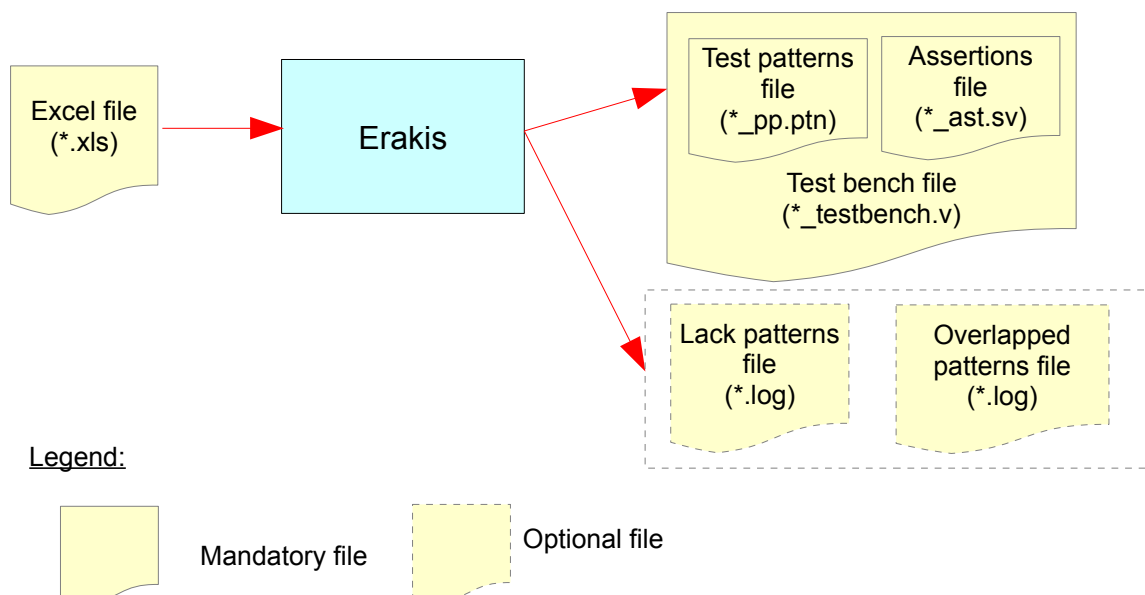 Excel file
(*.xls)
Erakis
Test patterns
file
(*_pp.ptn)
Assertions
file
(*_ast.sv)
Test bench file
(*_testbench.v)
Lack patterns
file
(*.log)
Overlapped
patterns file
(*.log)
Legend:
Mandatory file
Optional file